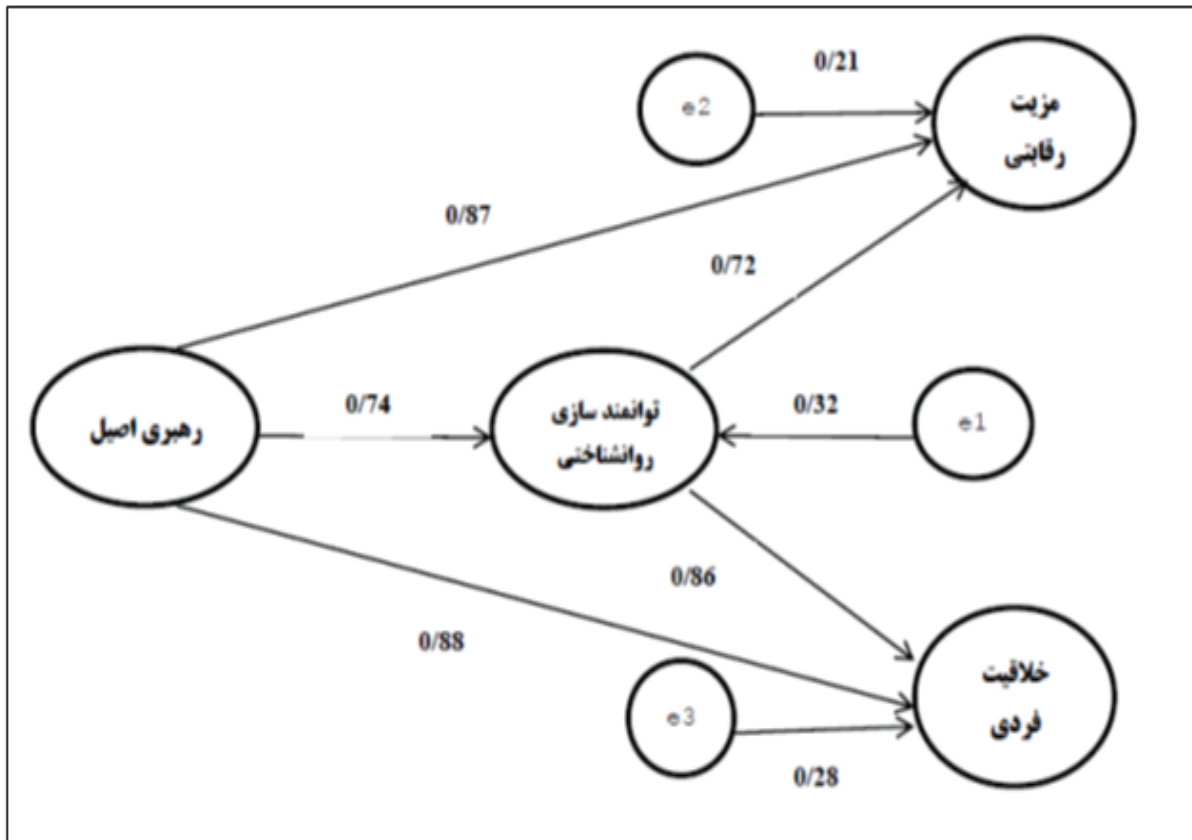 0/21
e2
مزیت
رقابتی
0/87
0/72
رهبری اصیل
0/74
توانمند سازی
روانشناختی
0/32
e1
0/86
0/88
خلاقیت
فردی
e3
0/28